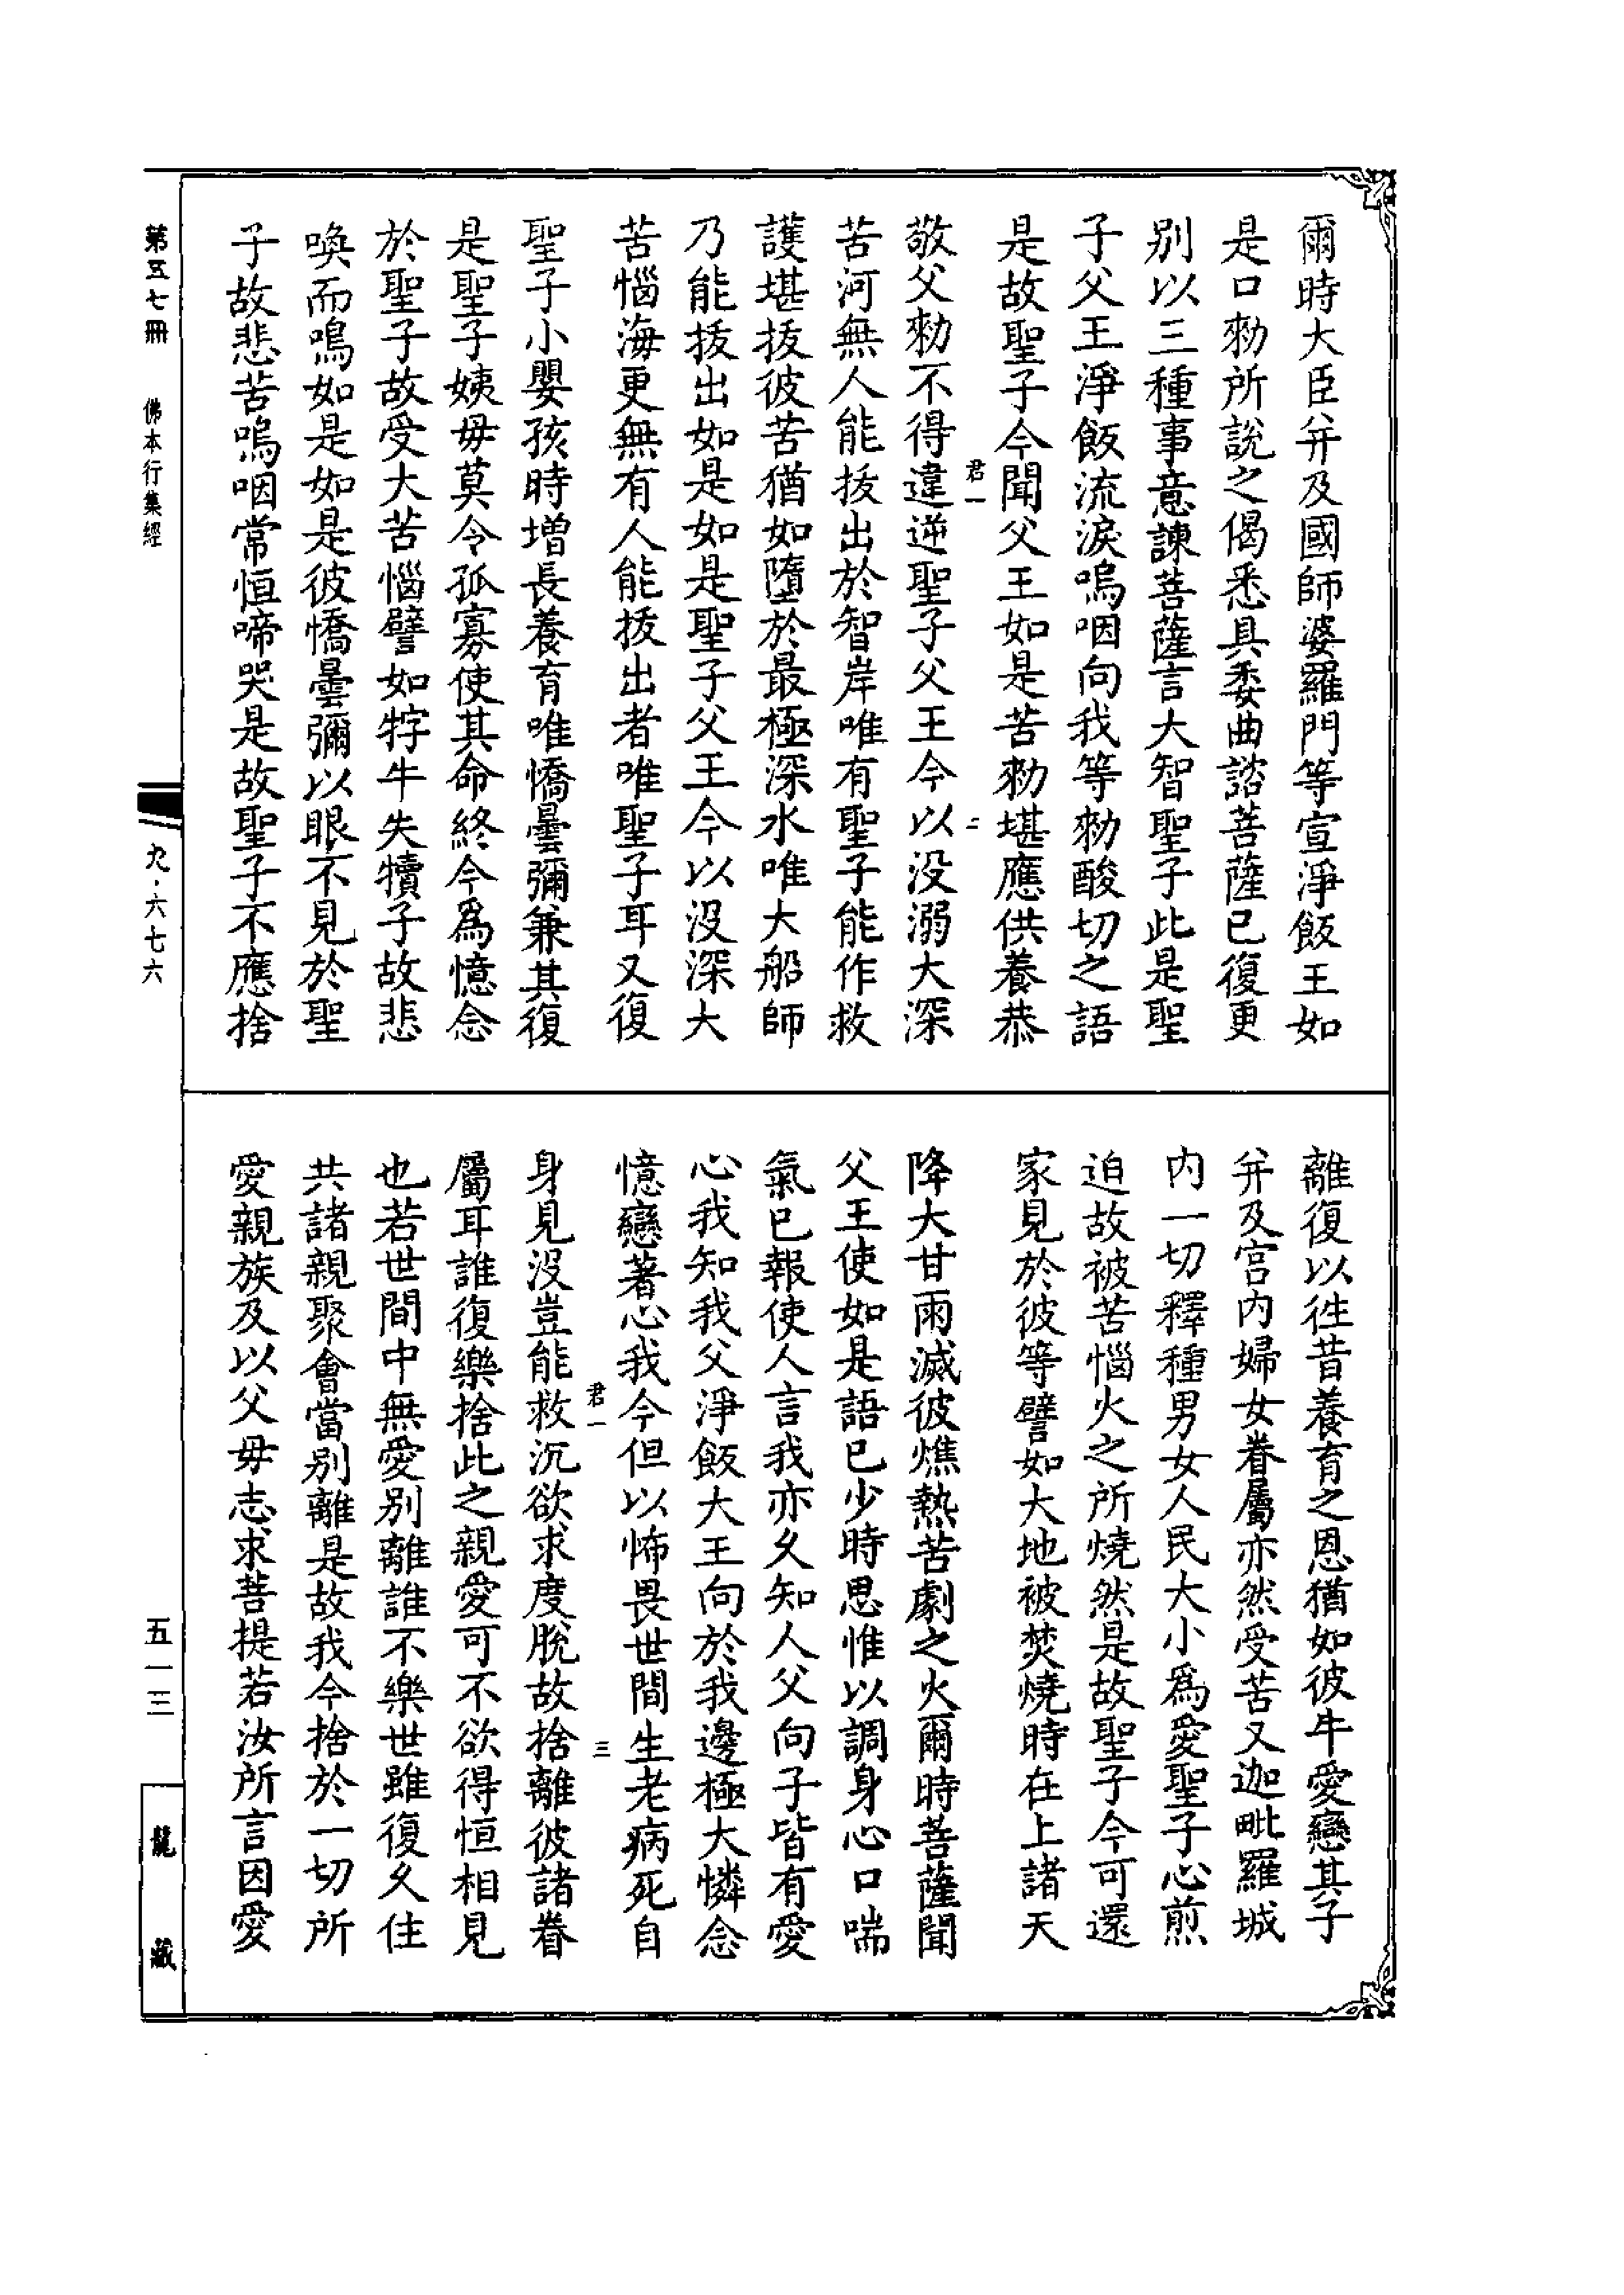 爾時大臣并及國師婆羅門等宣淨飯王如
是口勑所説之偈悉具委曲諮菩薩已復更
别以三種事意諫菩薩言大智聖子此是聖
子父王淨飯流淚嗚咽向我等勑酸切之語
是故聖子今聞父王如是苦勑堪應供養恭
君一
二
敬父勑不得違逆聖子父王今以没溺大深
苦河無人能拔出於智岸唯有聖子能作救
護堪拔彼苦猶如墮於最極深水唯大船師
乃能拔出如是如是聖子父王今以没深大
苦惱海更無有人能拔出者唯聖子耳又復
聖子小嬰孩時增長養育唯憍曇彌兼其復
是聖子姨母莫令孤寡使其命終今爲憶念
於聖子故受大苦惱譬如牸牛失犢子故悲
喚而鳴如是如是彼憍曇彌以眼不見於聖
子故悲苦嗚咽常恒啼哭是故聖子不應捨
離復以往昔養育之恩猶如彼牛愛戀其子
并及宫内婦女眷屬亦然受苦又迦毗羅城
内一切釋種男女人民大小爲愛聖子心煎
迫故被苦惱火之所燒然是故聖子今可還
家見於彼等譬如大地被焚燒時在上諸天
降大甘雨滅彼燋熱苦劇之火爾時菩薩聞
父王使如是語已少時思惟以調身心口喘
氣已報使人言我亦久知人父向子皆有愛
心我知我父淨飯大王向於我邊極大憐念
憶戀著心我今但以怖畏世間生老病死自
君一
三
身見没豈能救沉欲求度脱故捨離彼諸眷
屬耳誰復樂捨此之親愛可不欲得恒相見
也若世間中無愛别離誰不樂世雖復久住
共諸親聚會當别離是故我今捨於一切所
愛親族及以父母志求菩提若汝所言因愛
第五七冊
佛本行集經
九·六七六
五一三
龍藏